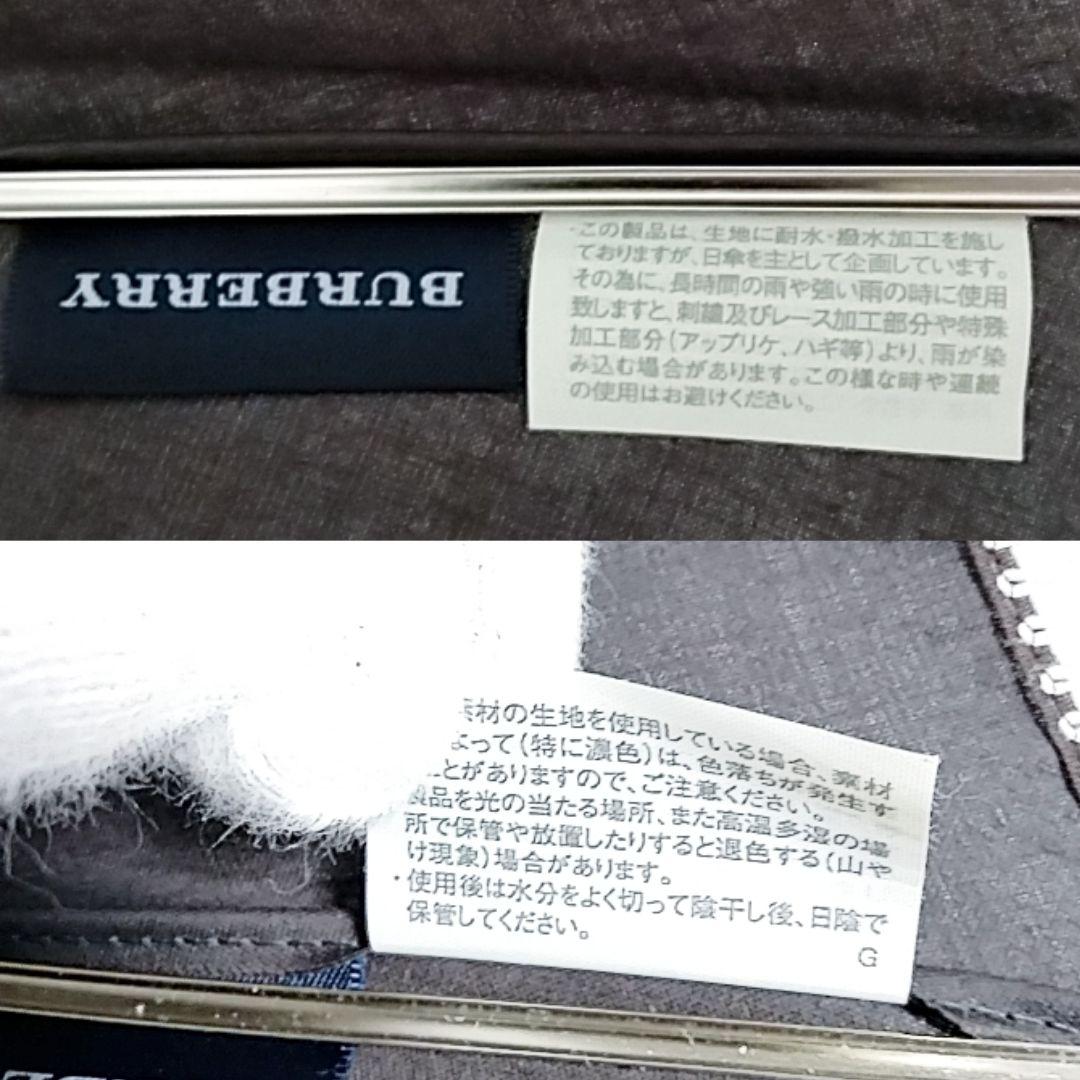 BURBERRY
・この製品は、生地に耐水・撥水加工を施し
ておりますが、日傘を主として企画しています。
その為に、長時間の雨や強い雨の時に使用
致しますと、刺繍及びレース加工部分や特殊
加工部分(アップリケ、ハギ等)より、雨が染
み込む場合があります。この様な時や連続
の使用はお避けください。
素材の生地を使用している場合、素材
よって(特に濃色)は、色落ちが発生す
ことがありますので、ご注意ください。
製品を光の当たる場所、また高温多湿の場
所で保管や放置したりすると退色する(山や
け現象)場合があります。
・使用後は水分をよく切って陰干し後、日陰で
保管してください。
G